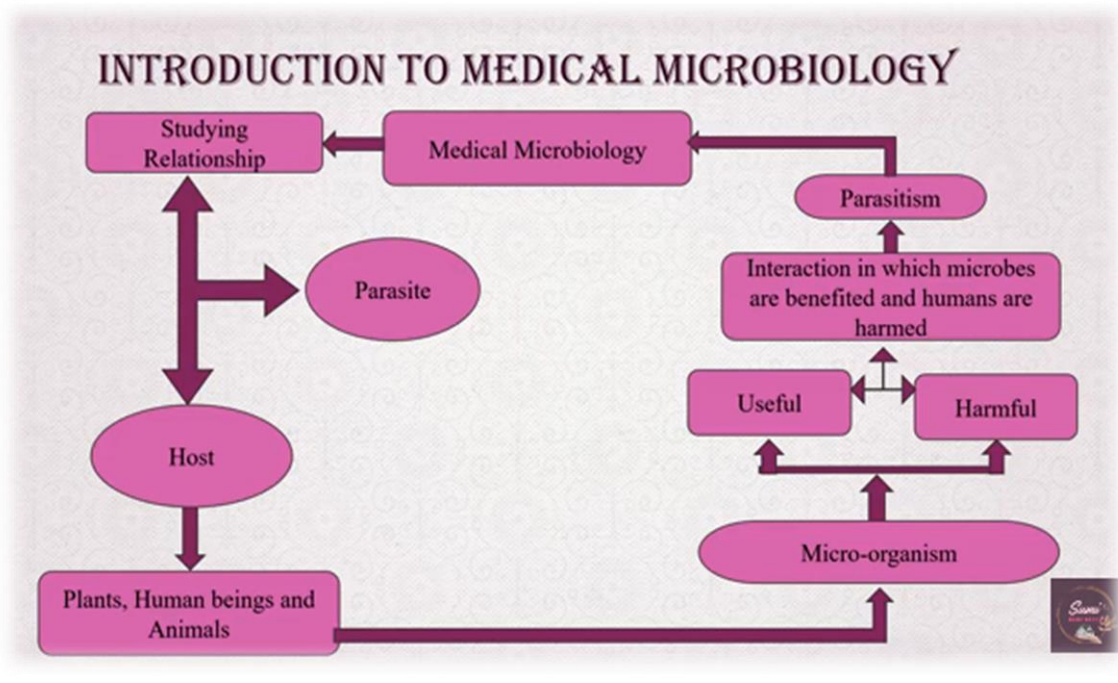 INTRODUCTION TO MEDICAL MICROBIOLOGY
Studying
Relationship
Medical Microbiology
Parasitism
Parasite
Interaction in which microbes
are benefited and humans are
harmed
Useful
Harmful
Host
Micro-organism
Plants, Human beings and
Animals
Sumi